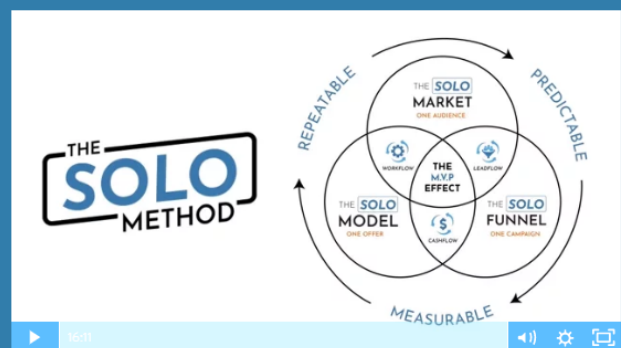 THE
SOLO
METHOD
REPEATABLE
PREDICTABLE
MEASURABLE
THE SOLO
MARKET
ONE AUDIENCE
WORKFLOW
THE
M.V.P
EFFECT
LEADFLOW
THE SOLO
MODEL
ONE OFFER
CASHFLOW
$
THE SOLO
FUNNEL
ONE CAMPAIGN
16:11